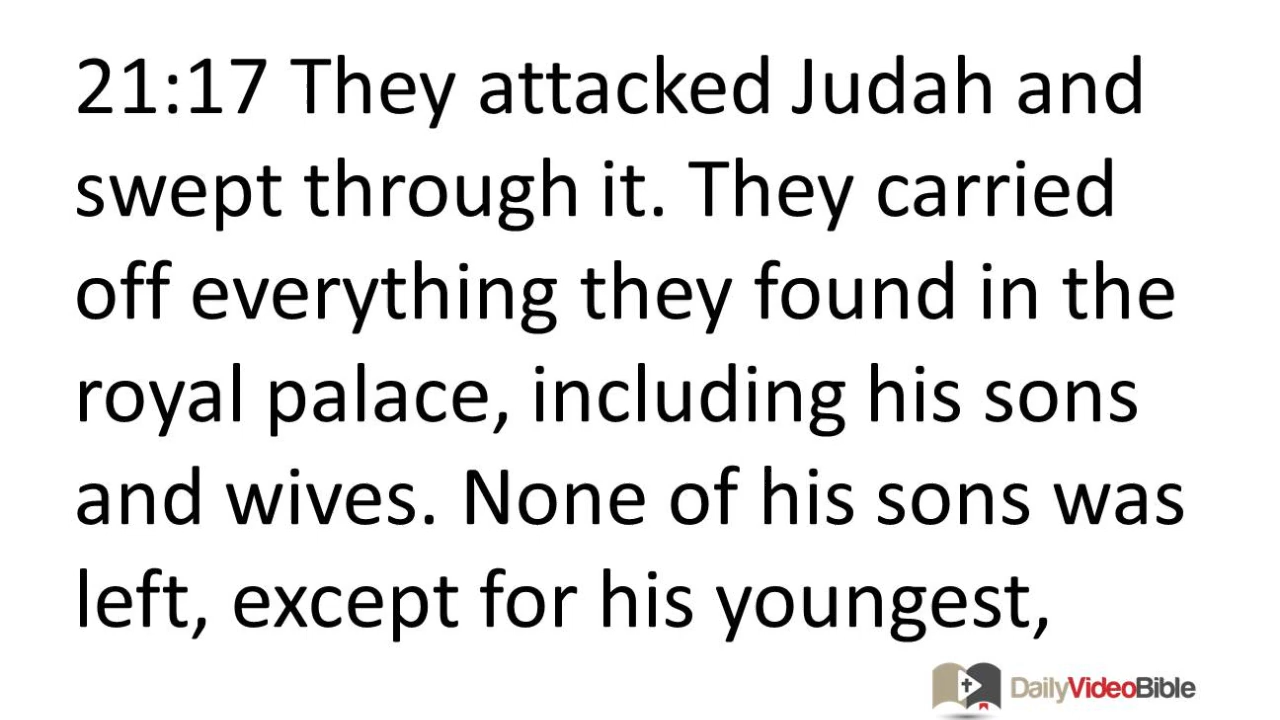 21:17 They attacked Judah and
swept through it. They carried
off everything they found in the
royal palace, including his sons
and wives. None of his sons was
left, except for his youngest,
DailyVideoBible